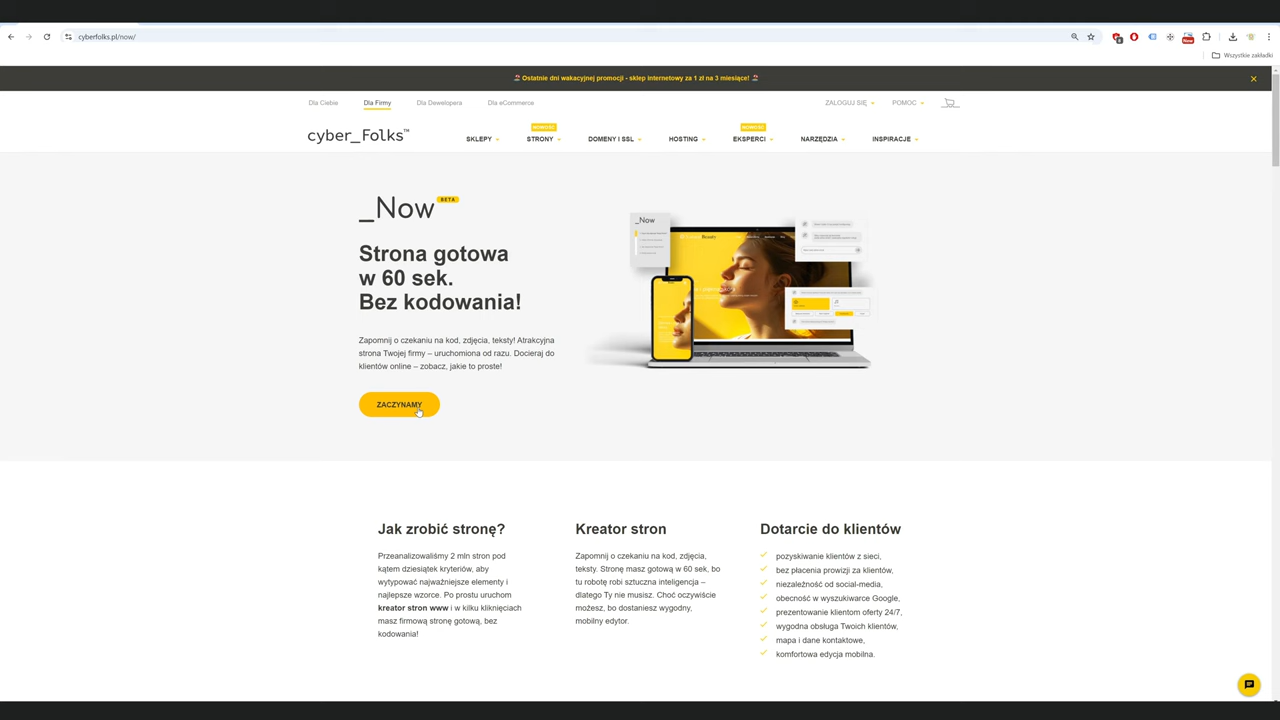 cyberfolks.pl/now/
Wszystkie zakładki
Ostatnie dni wakacyjnej promocji - sklep internetowy za 1 zł na 3 miesiące!
Dla Ciebie
Dla Firmy
Dla Dewelopera
Dla eCommerce
ZALOGUJ SIĘ
POMOC
cyber_Folks™
SKLEPY
NOWOŚĆ
STRONY
DOMENY I SSL
HOSTING
NOWOŚĆ
EKSPERCI
NARZĘDZIA
INSPIRACJE
_Now BETA
Strona gotowa
w 60 sek.
Bez kodowania!
Zapomnij o czekaniu na kod, zdjęcia, teksty! Atrakcyjna
strona Twojej firmy – uruchomiona od razu. Docieraj do
klientów online – zobacz, jakie to proste!
ZACZYNAMY
_Now
Beauty
Jak zrobić stronę?
Przeanalizowaliśmy 2 mln stron pod
kątem dziesiątek kryteriów, aby
wytypować najważniejsze elementy i
najlepsze wzorce. Po prostu uruchom
kreator stron www i w kilku kliknięciach
masz firmową stronę gotową, bez
kodowania!
Kreator stron
Zapomnij o czekaniu na kod, zdjęcia,
teksty. Stronę masz gotową w 60 sek, bo
tu robotę robi sztuczna inteligencja –
dlatego Ty nie musisz. Choć oczywiście
możesz, bo dostaniesz wygodny,
mobilny edytor.
Dotarcie do klientów
pozyskiwanie klientów z sieci,
bez płacenia prowizji za klientów,
niezależność od social-media,
obecność w wyszukiwarce Google,
prezentowanie klientom oferty 24/7,
wygodna obsługa Twoich klientów,
mapa i dane kontaktowe,
komfortowa edycja mobilna.